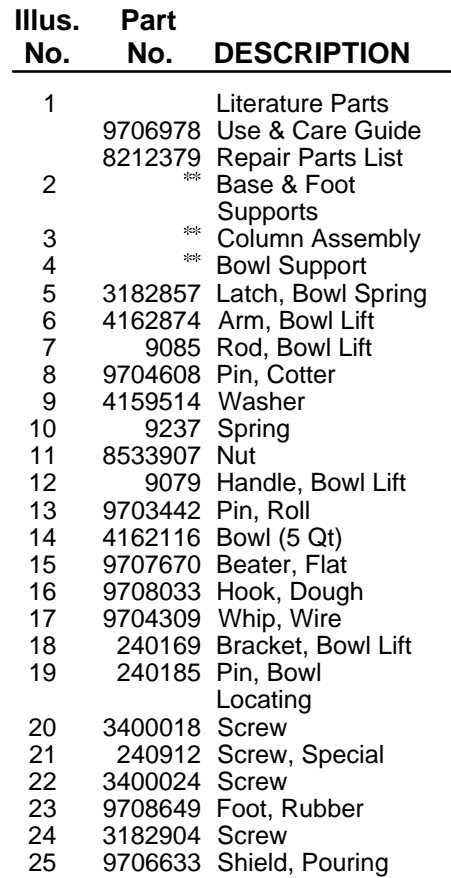 Illus. Part
No. No. DESCRIPTION
1 Literature Parts
9706978 Use & Care Guide
8212379 Repair Parts List
2 ** Base & Foot
Supports
3 ** Column Assembly
4 ** Bowl Support
5 3182857 Latch, Bowl Spring
6 4162874 Arm, Bowl Lift
7 9085 Rod, Bowl Lift
8 9704608 Pin, Cotter
9 4159514 Washer
10 9237 Spring
11 8533907 Nut
12 9079 Handle, Bowl Lift
13 9703442 Pin, Roll
14 4162116 Bowl (5 Qt)
15 9707670 Beater, Flat
16 9708033 Hook, Dough
17 9704309 Whip, Wire
18 240169 Bracket, Bowl Lift
19 240185 Pin, Bowl
Locating
20 3400018 Screw
21 240912 Screw, Special
22 3400024 Screw
23 9708649 Foot, Rubber
24 3182904 Screw
25 9706633 Shield, Pouring